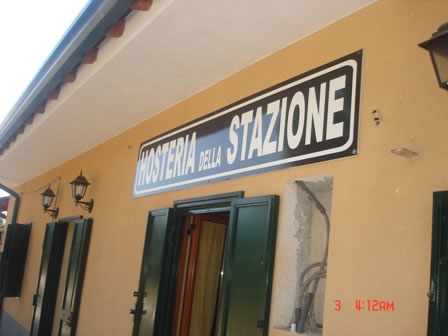 HOSTERIA DELLA STAZIONE
3 4:12AM